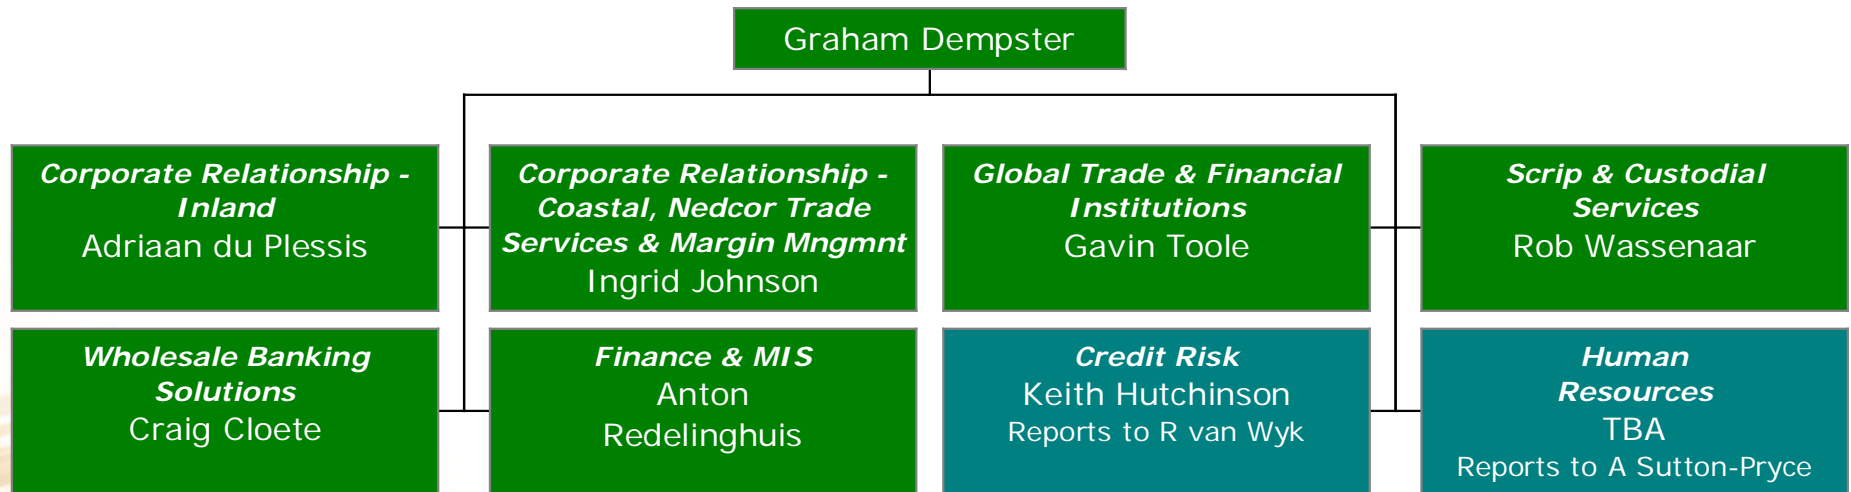 Graham Dempster
Corporate Relationship -
Inland
Adriaan du Plessis
Corporate Relationship -
Coastal, Nedcor Trade
Services & Margin Mngmnt
Ingrid Johnson
Global Trade & Financial
Institutions
Gavin Toole
Scrip & Custodial
Services
Rob Wassenaar
Wholesale Banking
Solutions
Craig Cloete
Finance & MIS
Anton
Redelinghuis
Credit Risk
Keith Hutchinson
Reports to R van Wyk
Human
Resources
TBA
Reports to A Sutton-Pryce